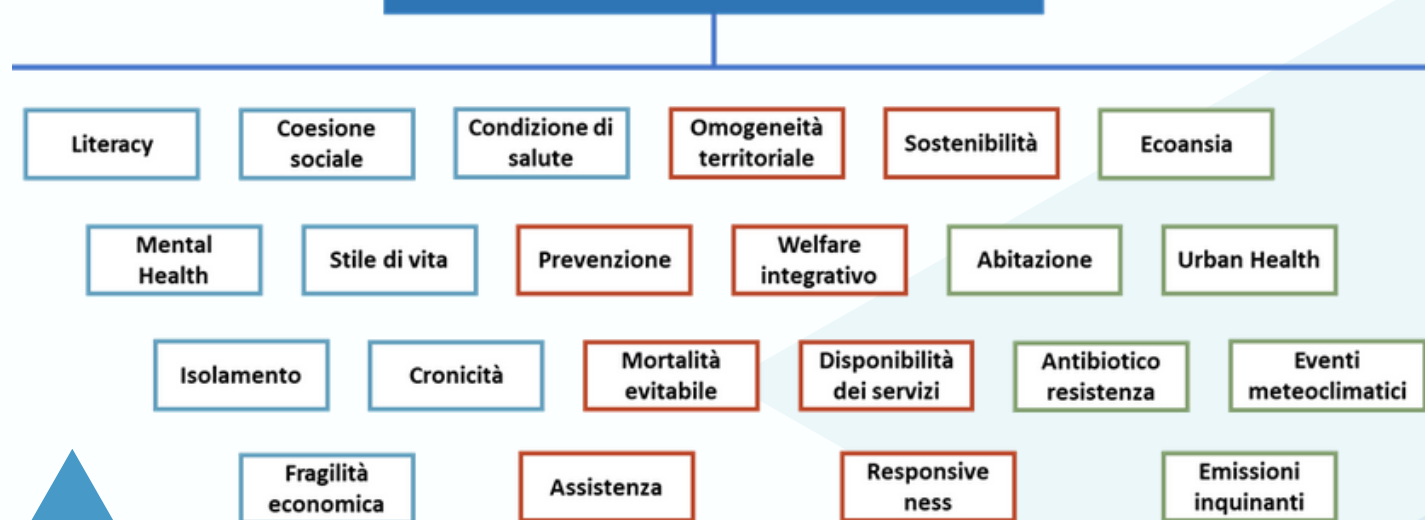 Literacy
Coesione
sociale
Condizione di
salute
Omogeneità
territoriale
Sostenibilità
Ecoansia
Mental
Health
Stile di vita
Prevenzione
Welfare
integrativo
Abitazione
Urban Health
Isolamento
Cronicità
Mortalità
evitabile
Disponibilità
dei servizi
Antibiotico
resistenza
Eventi
meteoclimatici
Fragilità
economica
Assistenza
Responsive
ness
Emissioni
inquinanti